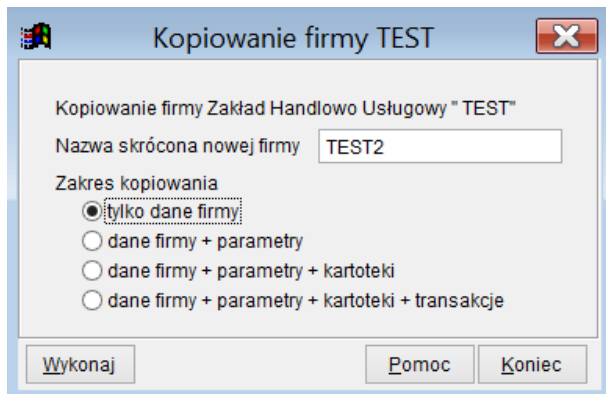 Kopiowanie firmy TEST
Kopiowanie firmy Zakład Handlowo Usługowy " TEST"
Nazwa skrócona nowej firmy TEST2
Zakres kopiowania
tylko dane firmy
dane firmy + parametry
dane firmy + parametry + kartoteki
dane firmy + parametry + kartoteki + transakcje
Wykonaj Pomoc Koniec